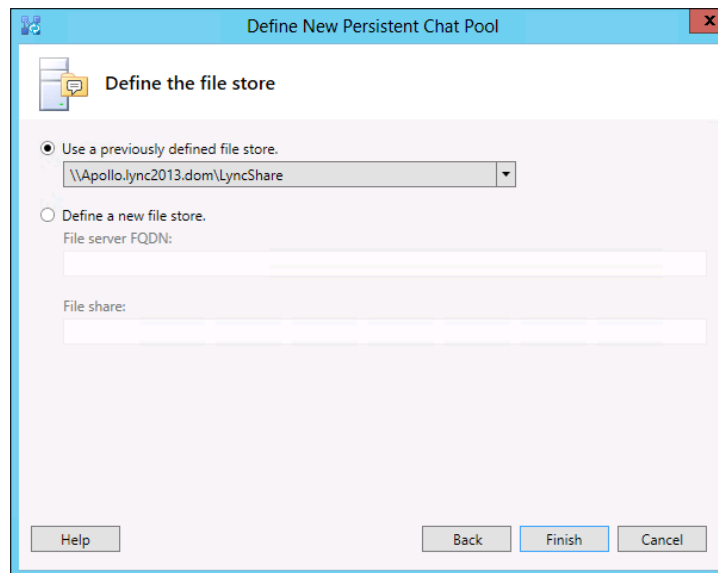 Define New Persistent Chat Pool
x
Define the file store
Use a previously defined file store.
\\Apollo.lync2013.dom\LyncShare
Define a new file store.
File server FQDN:
File share:
Help Back Finish Cancel